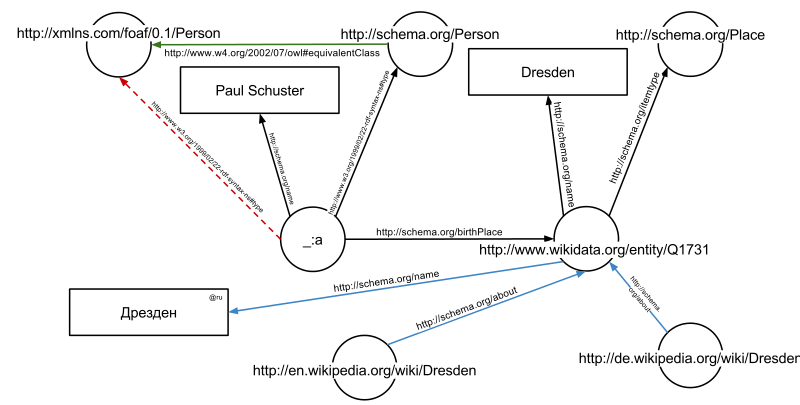 http://xmlns.com/foaf/0.1/Person
http://schema.org/Person
http://schema.org/Place
http://www.w3.org/2002/07/owl#equivalentClass
Paul Schuster
Dresden
http://www.w3.org/1999/02/22-rdf-syntax-ns#type
http://schema.org/name
http://www.w3.org/1999/02/22-rdf-syntax-ns#type
http://schema.org/name
http://schema.org/itemtype
_:a
http://schema.org/birthPlace
http://www.wikidata.org/entity/Q1731
http://schema.org/name
@ru
Дрезден
http://schema.org/about
http://schema.
org/about
http://en.wikipedia.org/wiki/Dresden
http://de.wikipedia.org/wiki/Dresden